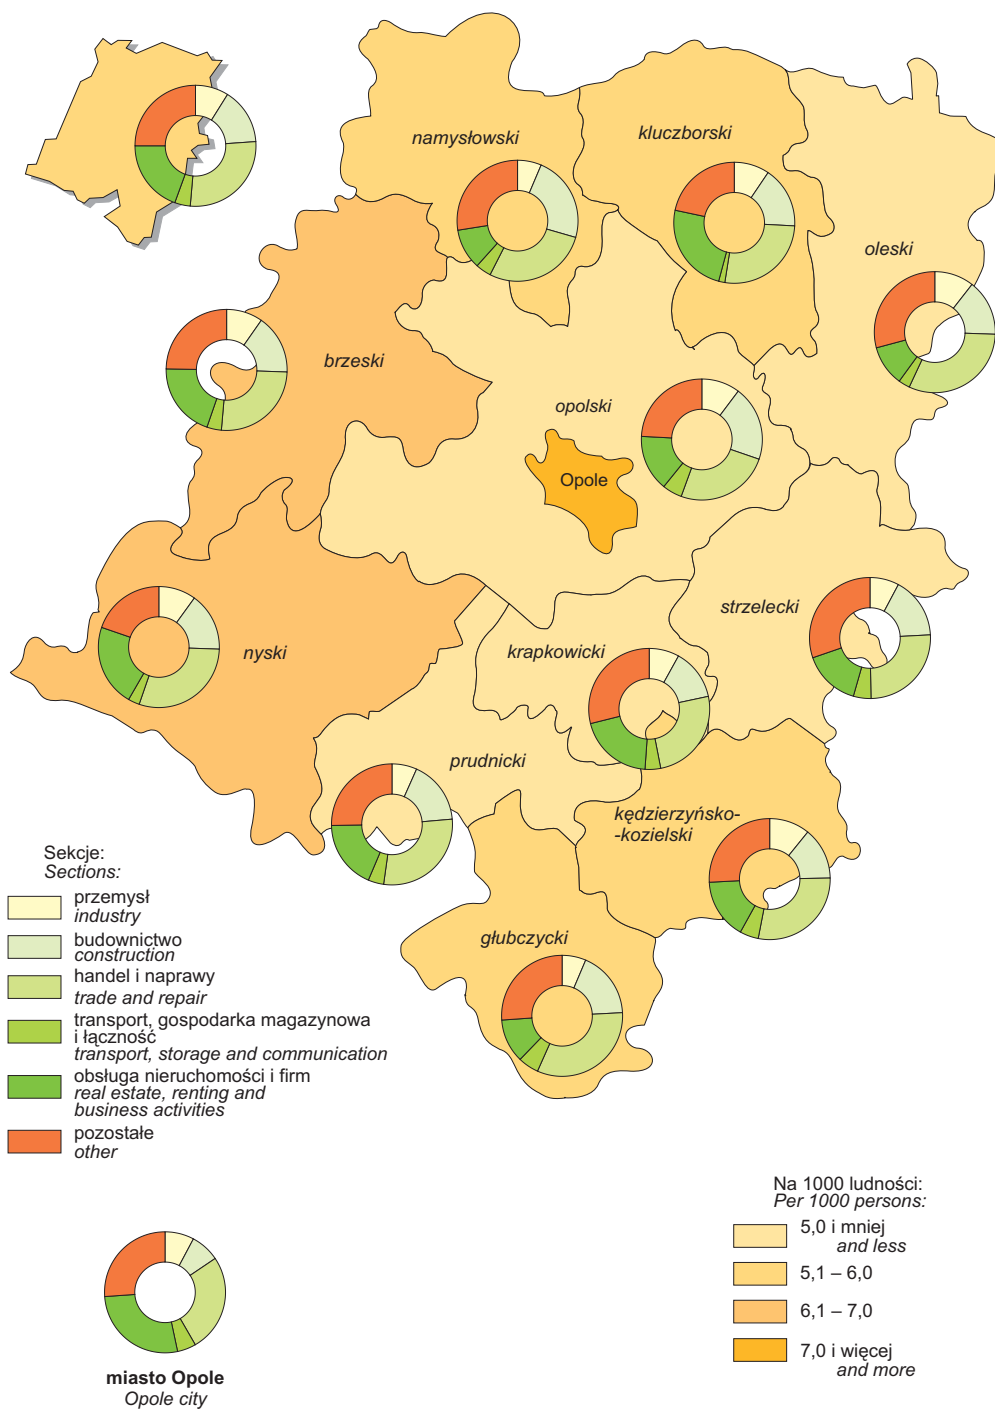 namysłowski
kluczborski
oleski
brzeski
opolski
Opole
strzelecki
nyski
krapkowicki
prudnicki
kędzierzyńsko-
-kozielski
głubczycki
Sekcje:
Sections:
przemysł
industry
budownictwo
construction
handel i naprawy
trade and repair
transport, gospodarka magazynowa
i łączność
transport, storage and communication
obsługa nieruchomości i firm
real estate, renting and
business activities
pozostałe
other
Na 1000 ludności:
Per 1000 persons:
5,0 i mniej
and less
5,1 – 6,0
6,1 – 7,0
7,0 i więcej
and more
miasto Opole
Opole city